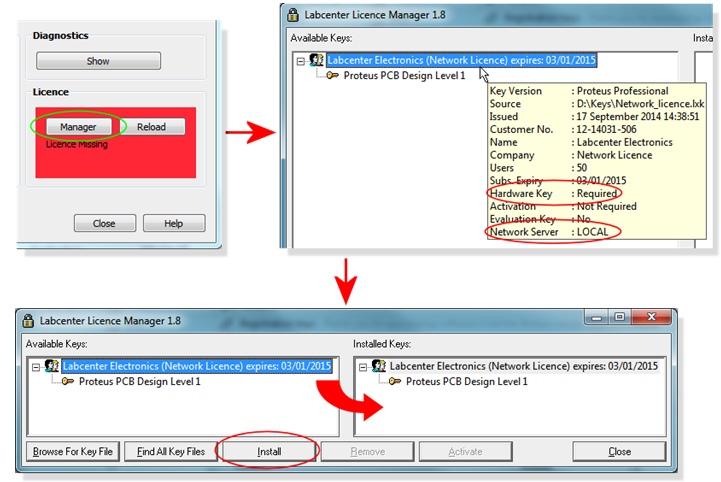 Diagnostics
Show
Licence
Manager
Reload
Licence Missing
Close
Help
Labcenter Licence Manager 1.8
Available Keys:
Insta
Labcenter Electronics (Network Licence) expires: 03/01/2015
Proteus PCB Design Level 1
Key Version : Proteus Professional
Source : D:\Keys\Network_licence.lxk
Issued : 17 September 2014 14:38:51
Customer No. : 12-14031-506
Name : Labcenter Electronics
Company : Network Licence
Users : 50
Subs. Expiry : 03/01/2015
Hardware Key : Required
Activation : Not Required
Evaluation Key : No
Network Server : LOCAL
Labcenter Licence Manager 1.8
Available Keys:
Labcenter Electronics (Network Licence) expires: 03/01/2015
Proteus PCB Design Level 1
Installed Keys:
Labcenter Electronics (Network Licence) expires: 03/01/2015
Proteus PCB Design Level 1
Browse For Key File
Find All Key Files
Install
Remove
Activate
Close